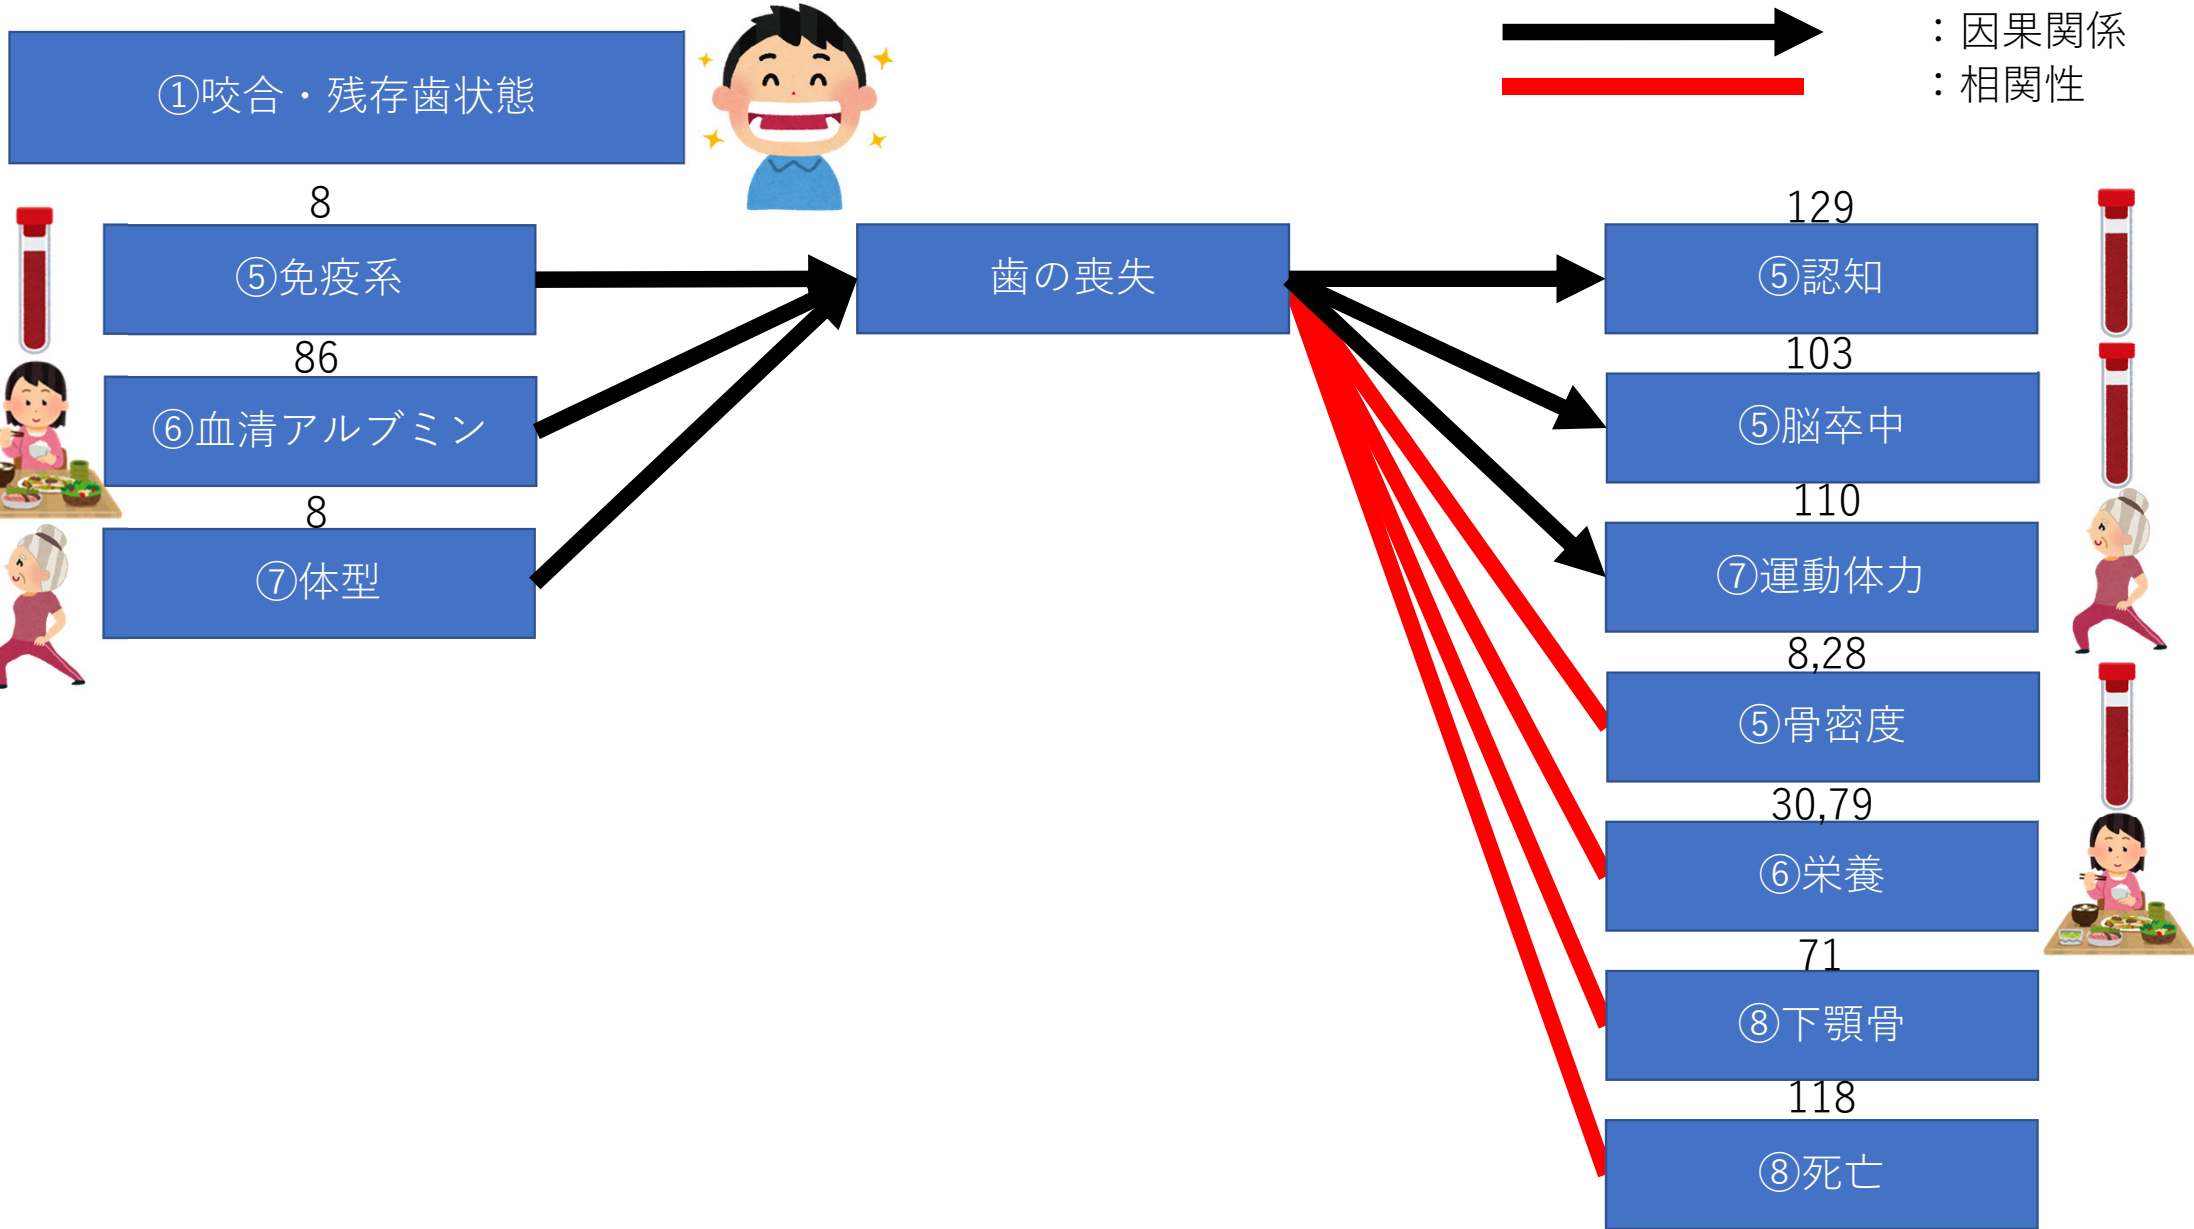 ①咬合・残存歯状態
：因果関係
：相関性
8
⑤免疫系
86
⑥血清アルブミン
8
⑦体型
歯の喪失
129
⑤認知
103
⑤脳卒中
110
⑦運動体力
8,28
⑤骨密度
30,79
⑥栄養
71
⑧下顎骨
118
⑧死亡